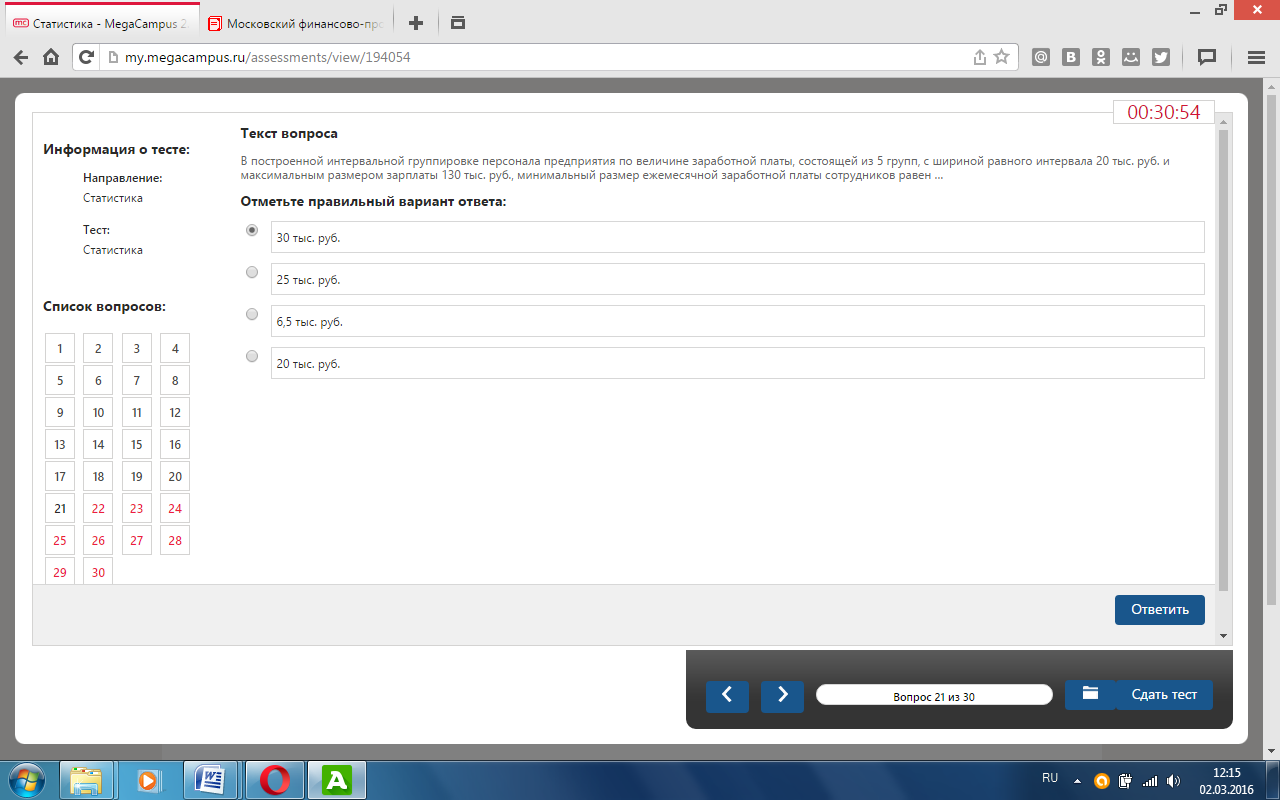 Статистика - MegaCampus 2
Московский финансово-про
my.megacampus.ru/assessments/view/194054
00:30:54
Информация о тесте:
Направление:
Статистика
Тест:
Статистика
Список вопросов:
1 2 3 4
5 6 7 8
9 10 11 12
13 14 15 16
17 18 19 20
21 22 23 24
25 26 27 28
29 30
Текст вопроса
В построенной интервальной группировке персонала предприятия по величине заработной платы, состоящей из 5 групп, с шириной равного интервала 20 тыс. руб. и
максимальным размером зарплаты 130 тыс. руб., минимальный размер ежемесячной заработной платы сотрудников равен ...
Отметьте правильный вариант ответа:
30 тыс. руб.
25 тыс. руб.
6,5 тыс. руб.
20 тыс. руб.
Ответить
Вопрос 21 из 30
Сдать тест
RU
12:15
02.03.2016